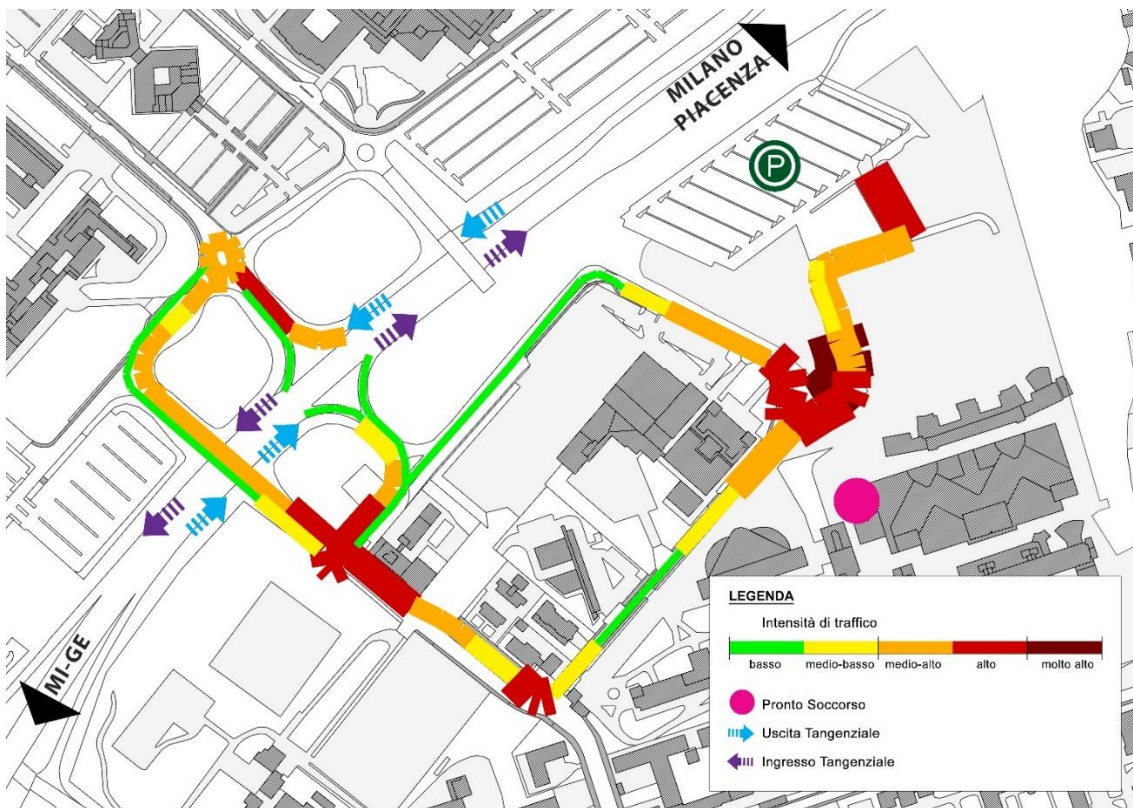 MILANO
PIACENZA
P
MI-GE
LEGENDA
Intensità di traffico
basso medio-basso medio-alto alto molto alto
Pronto Soccorso
Uscita Tangenziale
Ingresso Tangenziale